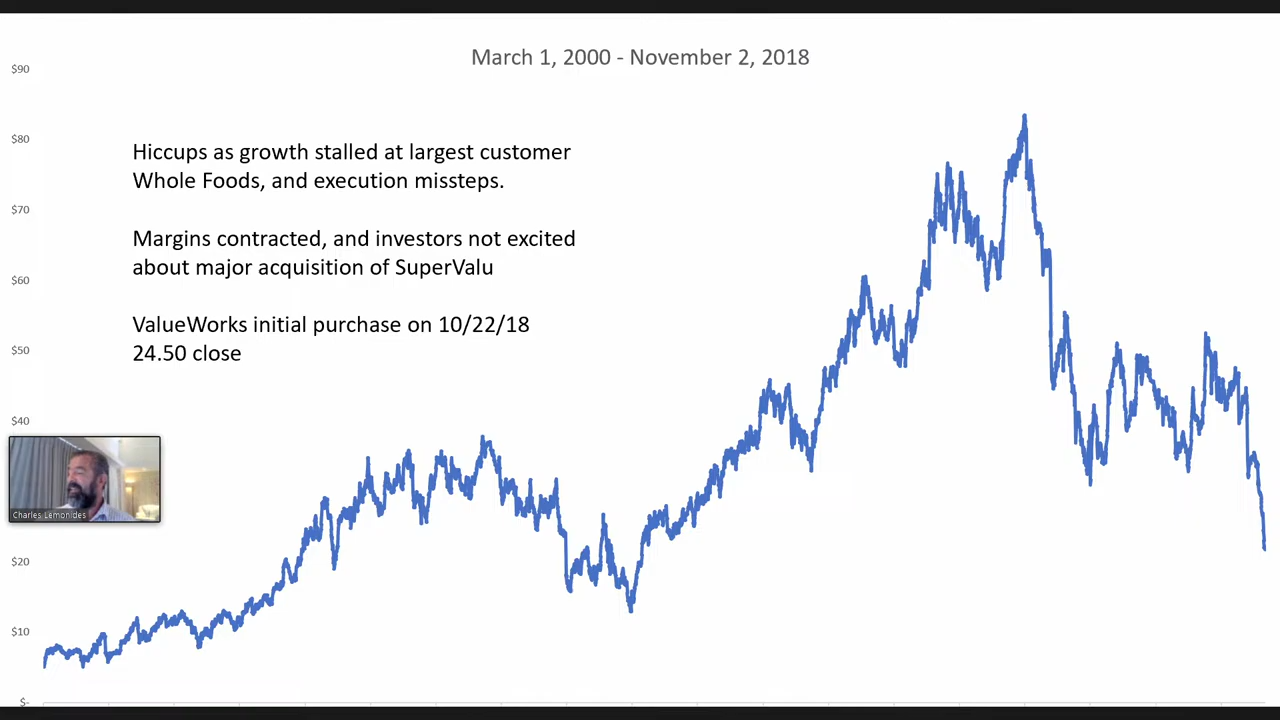 March 1, 2000 - November 2, 2018
$90
$80
$70
$60
$50
$40
$20
$10
$-
Hiccups as growth stalled at largest customer
Whole Foods, and execution missteps.
Margins contracted, and investors not excited
about major acquisition of SuperValu
ValueWorks initial purchase on 10/22/18
24.50 close
Charles Lemonides